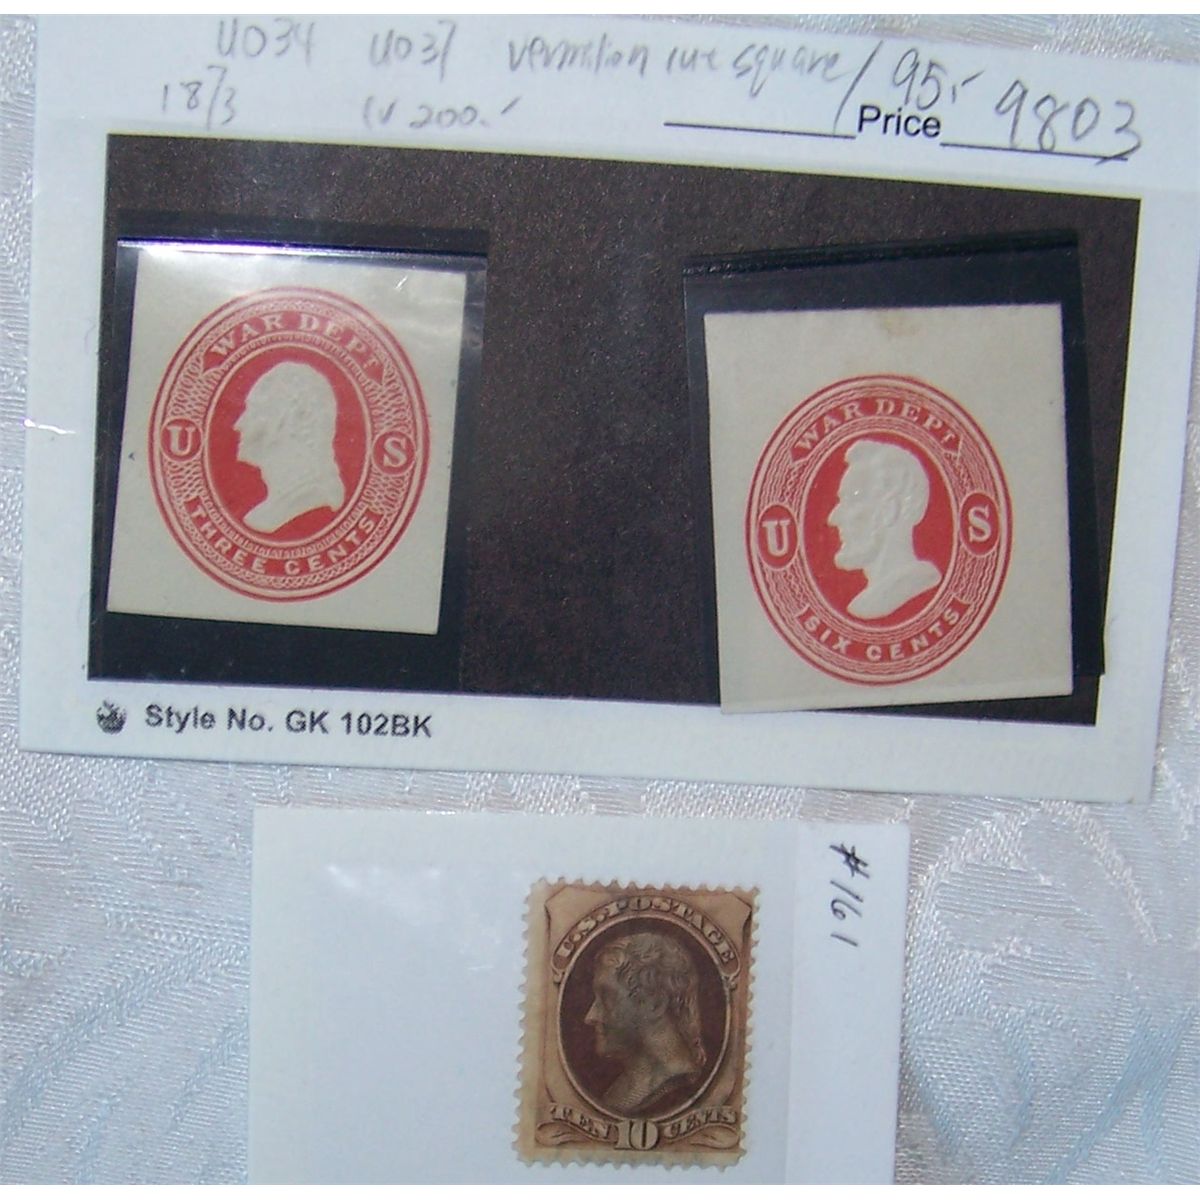 UO34 UO37 vermilion cut square / 95.-
1873 CV 200.- Price 9803
WAR DEPT
U S
THREE CENTS
WAR DEPT
U S
SIX CENTS
Style No. GK 102BK
#161
U.S. POSTAGE
TEN 10 CENTS